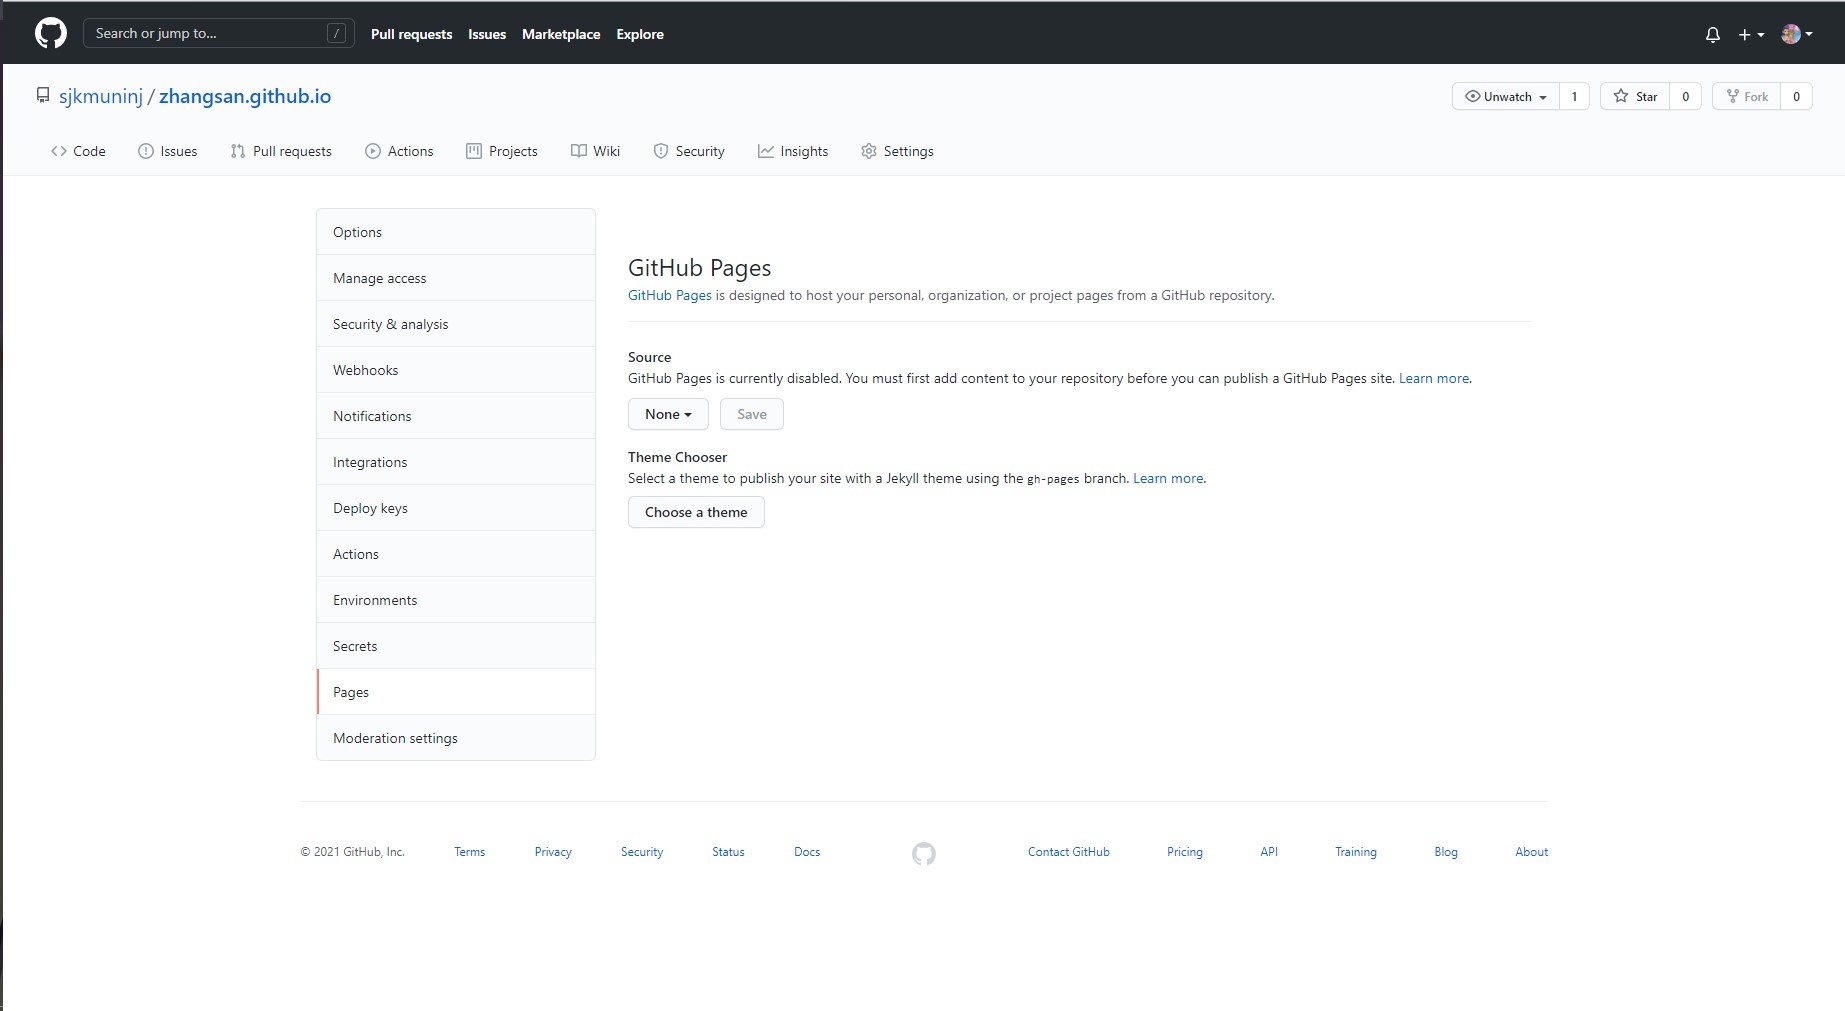 Search or jump to... /
Pull requests Issues Marketplace Explore
sjkmuninj / zhangsan.github.io
Unwatch 1 Star 0 Fork 0
Code Issues Pull requests Actions Projects Wiki Security Insights Settings
Options
Manage access
Security & analysis
Webhooks
Notifications
Integrations
Deploy keys
Actions
Environments
Secrets
Pages
Moderation settings
GitHub Pages
GitHub Pages is designed to host your personal, organization, or project pages from a GitHub repository.
Source
GitHub Pages is currently disabled. You must first add content to your repository before you can publish a GitHub Pages site. Learn more.
None Save
Theme Chooser
Select a theme to publish your site with a Jekyll theme using the gh-pages branch. Learn more.
Choose a theme
© 2021 GitHub, Inc. Terms Privacy Security Status Docs Contact GitHub Pricing API Training Blog About